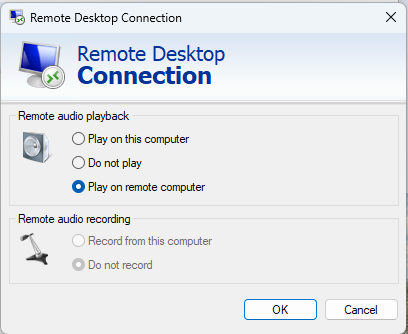 Remote Desktop Connection
Remote Desktop
Connection
Remote audio playback
Play on this computer
Do not play
Play on remote computer
Remote audio recording
Record from this computer
Do not record
OK
Cancel